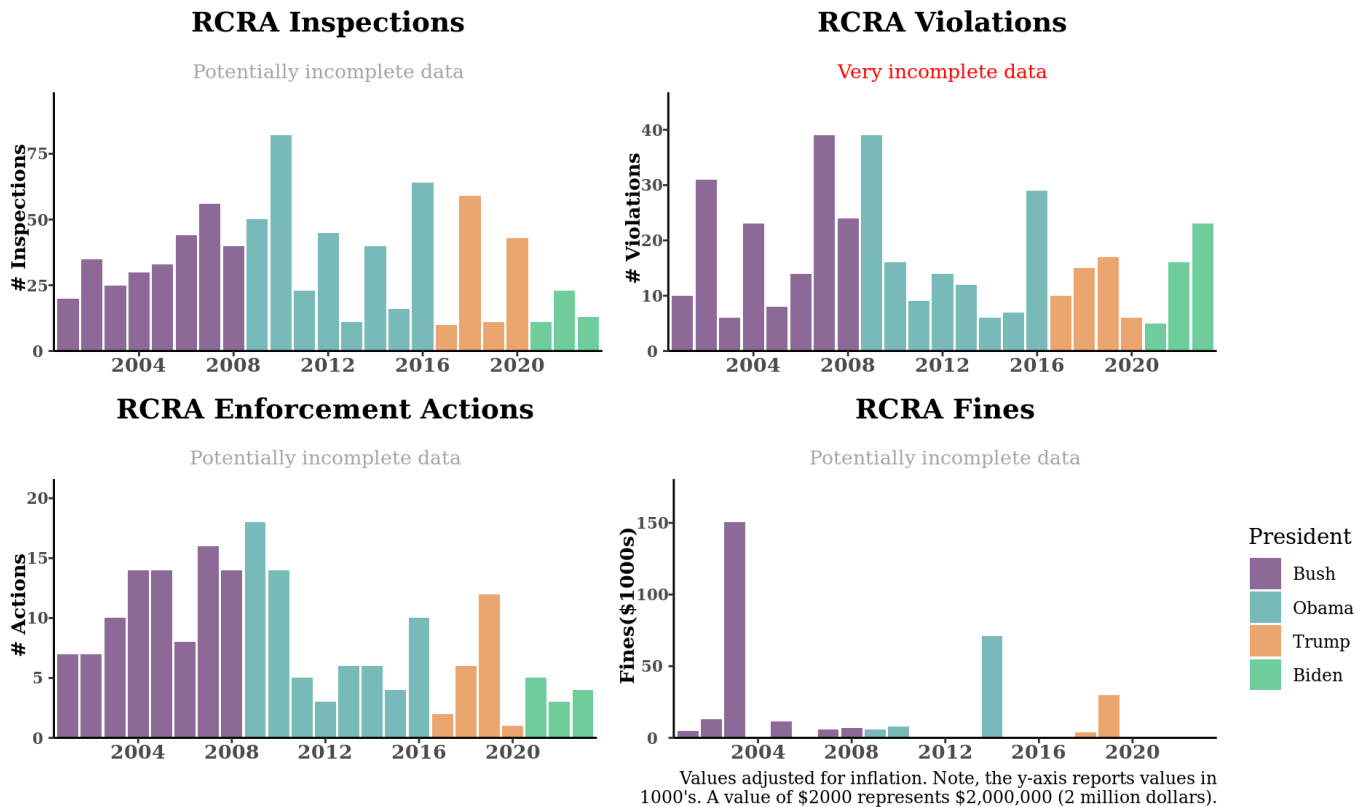 RCRA Inspections
Potentially incomplete data
# Inspections
75
50
25
0
2004 2008 2012 2016 2020
RCRA Violations
Very incomplete data
# Violations
40
30
20
10
0
2004 2008 2012 2016 2020
RCRA Enforcement Actions
Potentially incomplete data
# Actions
20
15
10
5
0
2004 2008 2012 2016 2020
RCRA Fines
Potentially incomplete data
Fines($1000s)
150
100
50
0
2004 2008 2012 2016 2020
President
Bush
Obama
Trump
Biden
Values adjusted for inflation. Note, the y-axis reports values in
1000's. A value of $2000 represents $2,000,000 (2 million dollars).